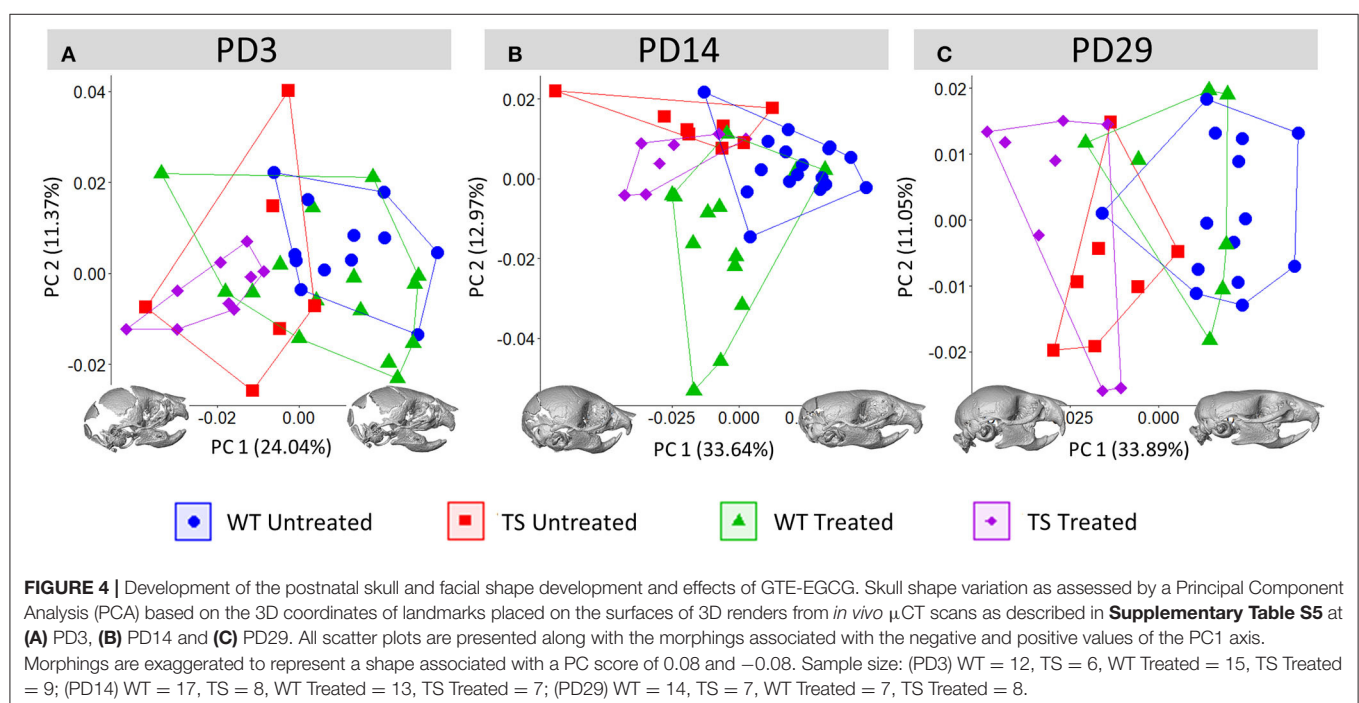 A PD3
B PD14
C PD29
PC 2 (11.37%)
0.04
0.02
0.00
-0.02
-0.02 0.00
PC 1 (24.04%)
PC 2 (12.97%)
0.02
0.00
-0.02
-0.04
-0.025 0.000 0.
PC 1 (33.64%)
PC 2 (11.05%)
0.02
0.01
0.00
-0.01
-0.02
025 0.000
PC 1 (33.89%)
WT Untreated
TS Untreated
WT Treated
TS Treated
FIGURE 4 | Development of the postnatal skull and facial shape development and effects of GTE-EGCG. Skull shape variation as assessed by a Principal Component
Analysis (PCA) based on the 3D coordinates of landmarks placed on the surfaces of 3D renders from in vivo μCT scans as described in Supplementary Table S5 at
(A) PD3, (B) PD14 and (C) PD29. All scatter plots are presented along with the morphings associated with the negative and positive values of the PC1 axis.
Morphings are exaggerated to represent a shape associated with a PC score of 0.08 and −0.08. Sample size: (PD3) WT = 12, TS = 6, WT Treated = 15, TS Treated
= 9; (PD14) WT = 17, TS = 8, WT Treated = 13, TS Treated = 7; (PD29) WT = 14, TS = 7, WT Treated = 7, TS Treated = 8.